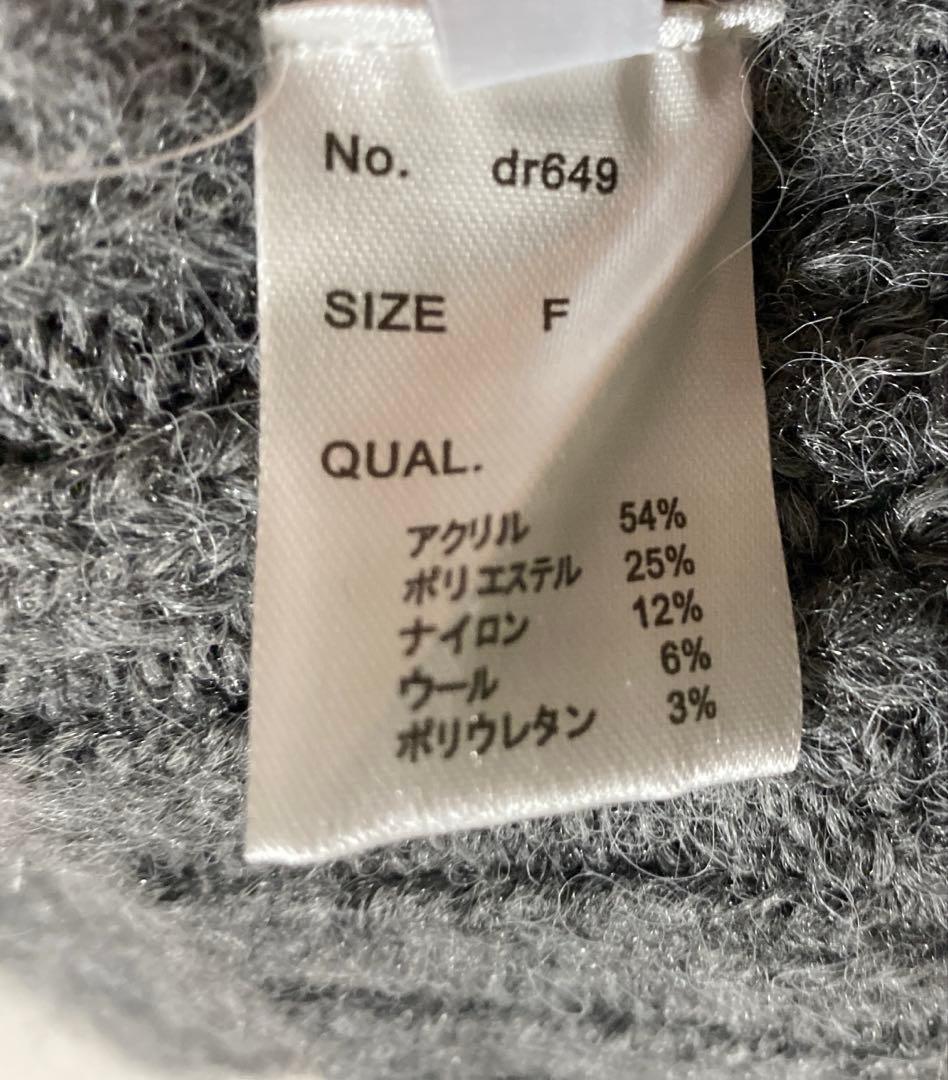 No. dr649
SIZE F
QUAL.
アクリル 54%
ポリエステル 25%
ナイロン 12%
ウール 6%
ポリウレタン 3%